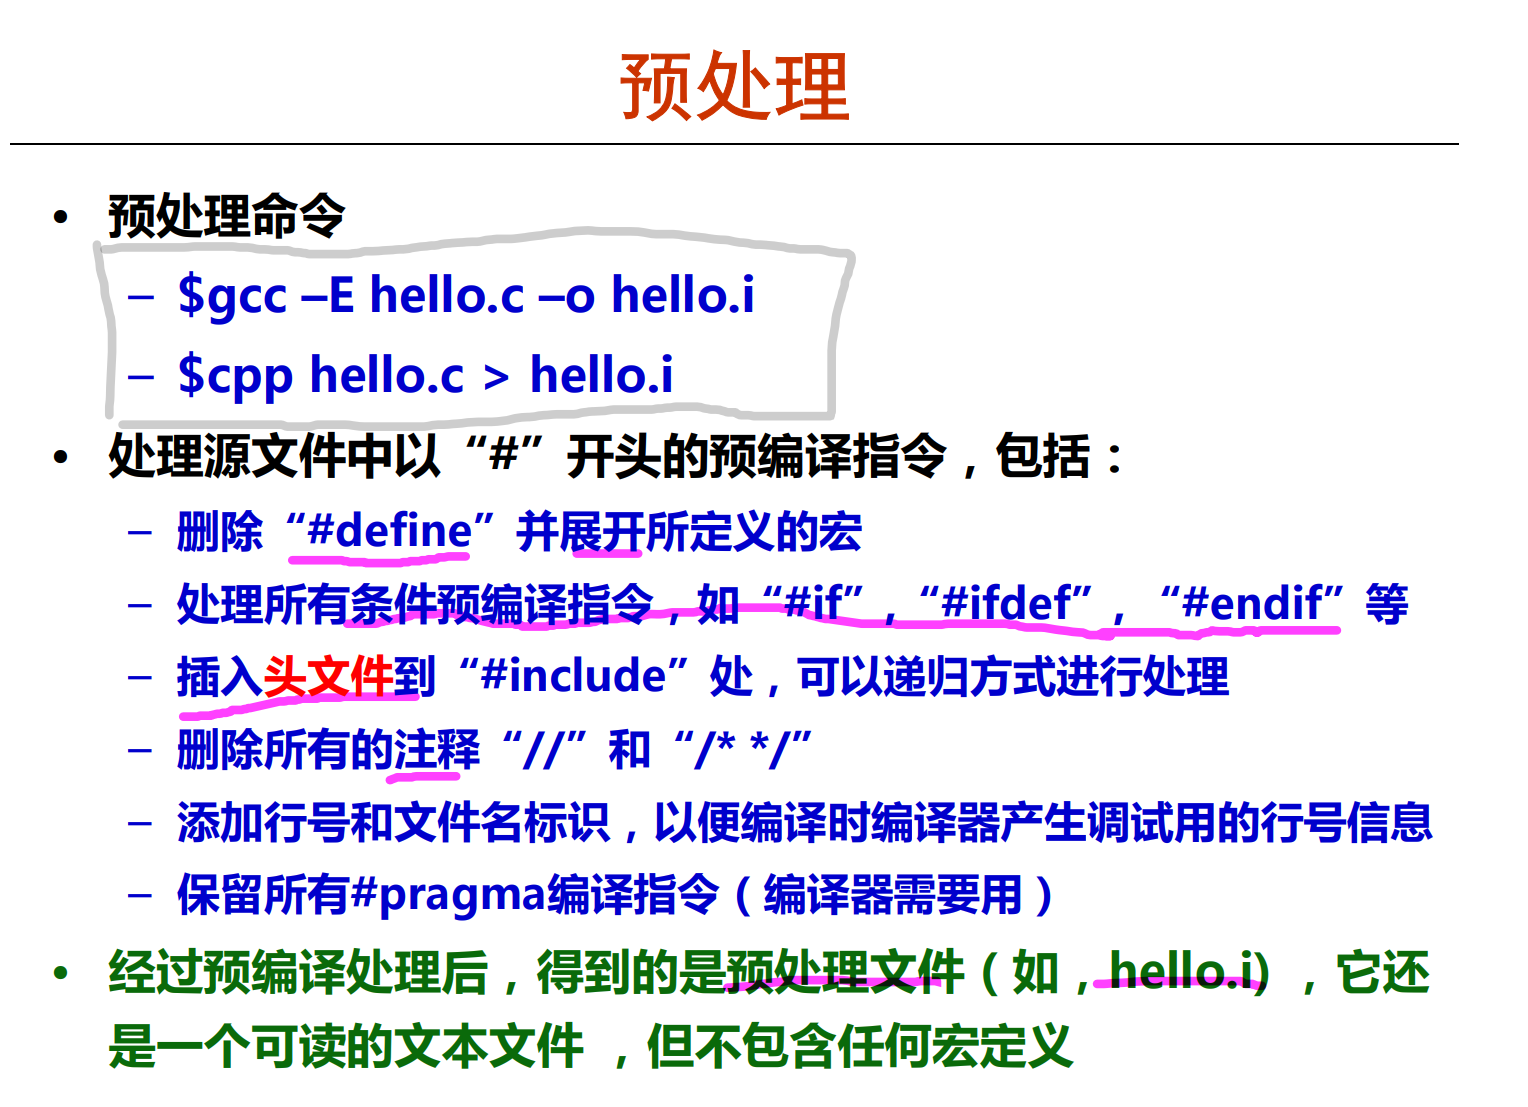 预处理
• 预处理命令
– $gcc –E hello.c –o hello.i
– $cpp hello.c > hello.i
• 处理源文件中以“#”开头的预编译指令，包括：
– 删除“#define”并展开所定义的宏
– 处理所有条件预编译指令，如“#if”，“#ifdef”，“#endif”等
– 插入头文件到“#include”处，可以递归方式进行处理
– 删除所有的注释“//”和“/* */”
– 添加行号和文件名标识，以便编译时编译器产生调试用的行号信息
– 保留所有#pragma编译指令（编译器需要用）
• 经过预编译处理后，得到的是预处理文件（如，hello.i），它还
是一个可读的文本文件 ，但不包含任何宏定义